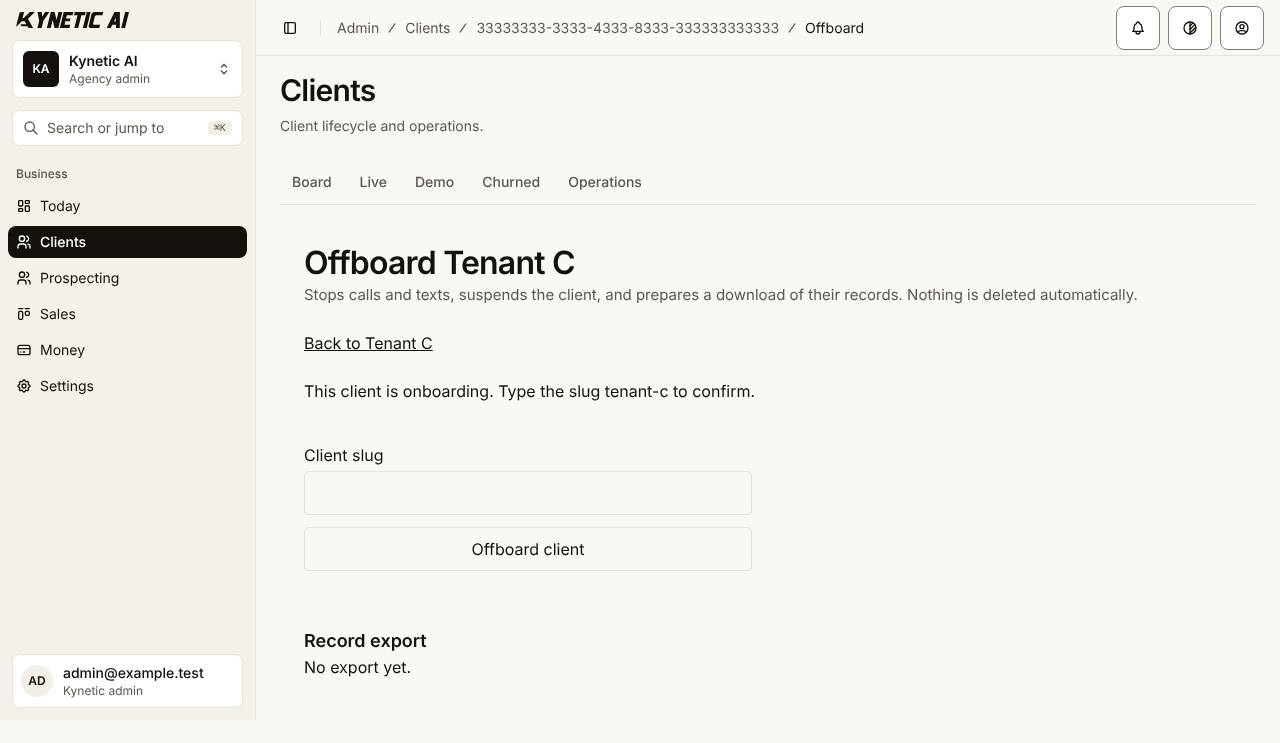 KYNETIC AI
KA
Kynetic AI
Agency admin
Search or jump to
⌘K
Business
Today
Clients
Prospecting
Sales
Money
Settings
AD
admin@example.test
Kynetic admin
Admin / Clients / 33333333-3333-4333-8333-333333333333 / Offboard
Clients
Client lifecycle and operations.
Board Live Demo Churned Operations
Offboard Tenant C
Stops calls and texts, suspends the client, and prepares a download of their records. Nothing is deleted automatically.
Back to Tenant C
This client is onboarding. Type the slug tenant-c to confirm.
Client slug
Offboard client
Record export
No export yet.